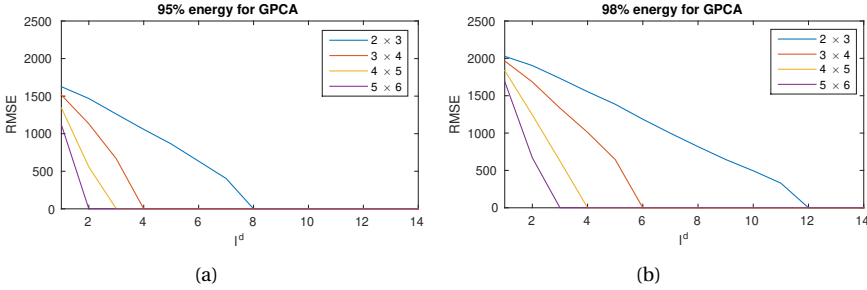 95% energy for GPCA
2500
2000
1500
1000
500
0
RMSE
2 4 6 8 10 12 14
l^d
2 × 3
3 × 4
4 × 5
5 × 6
(a)
98% energy for GPCA
2500
2000
1500
1000
500
0
RMSE
2 4 6 8 10 12 14
l^d
2 × 3
3 × 4
4 × 5
5 × 6
(b)